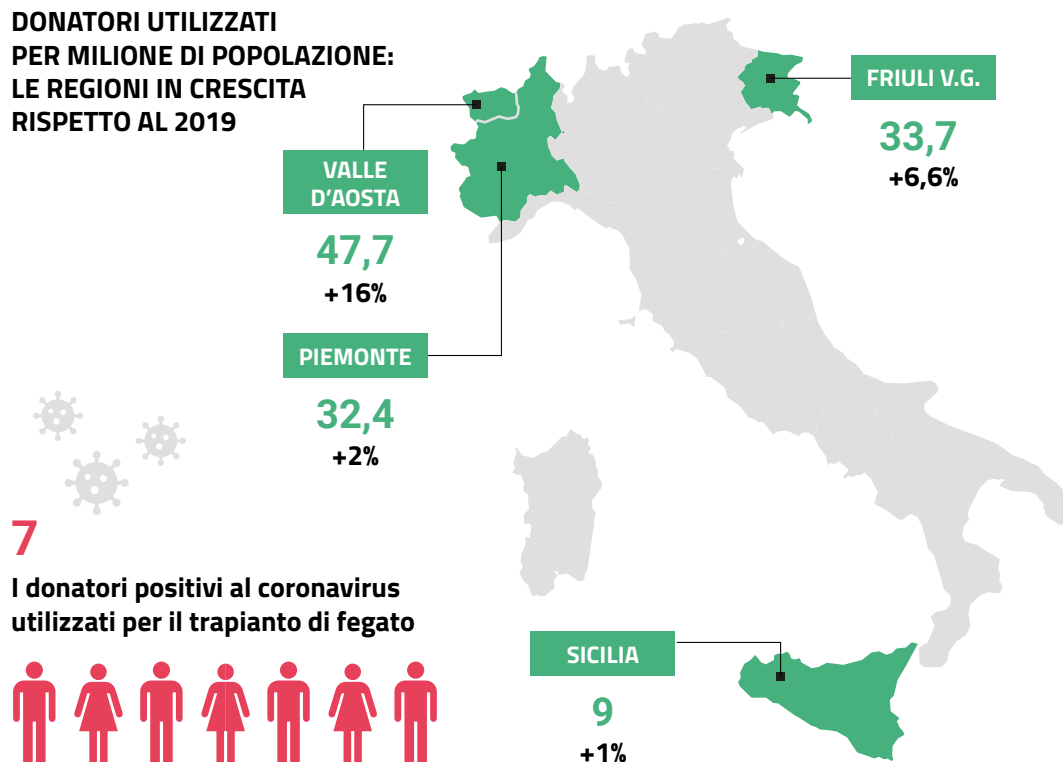 DONATORI UTILIZZATI
PER MILIONE DI POPOLAZIONE:
LE REGIONI IN CRESCITA
RISPETTO AL 2019
FRIULI V.G.
33,7
+6,6%
VALLE
D'AOSTA
47,7
+16%
PIEMONTE
32,4
+2%
7
I donatori positivi al coronavirus
utilizzati per il trapianto di fegato
SICILIA
9
+1%